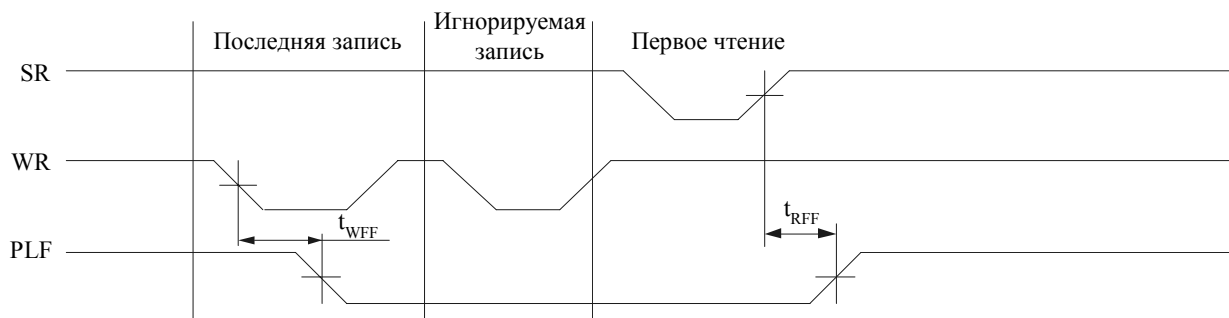 Последняя запись
Игнорируемая
запись
Первое чтение
SR
WR
tWFF
tRFF
PLF